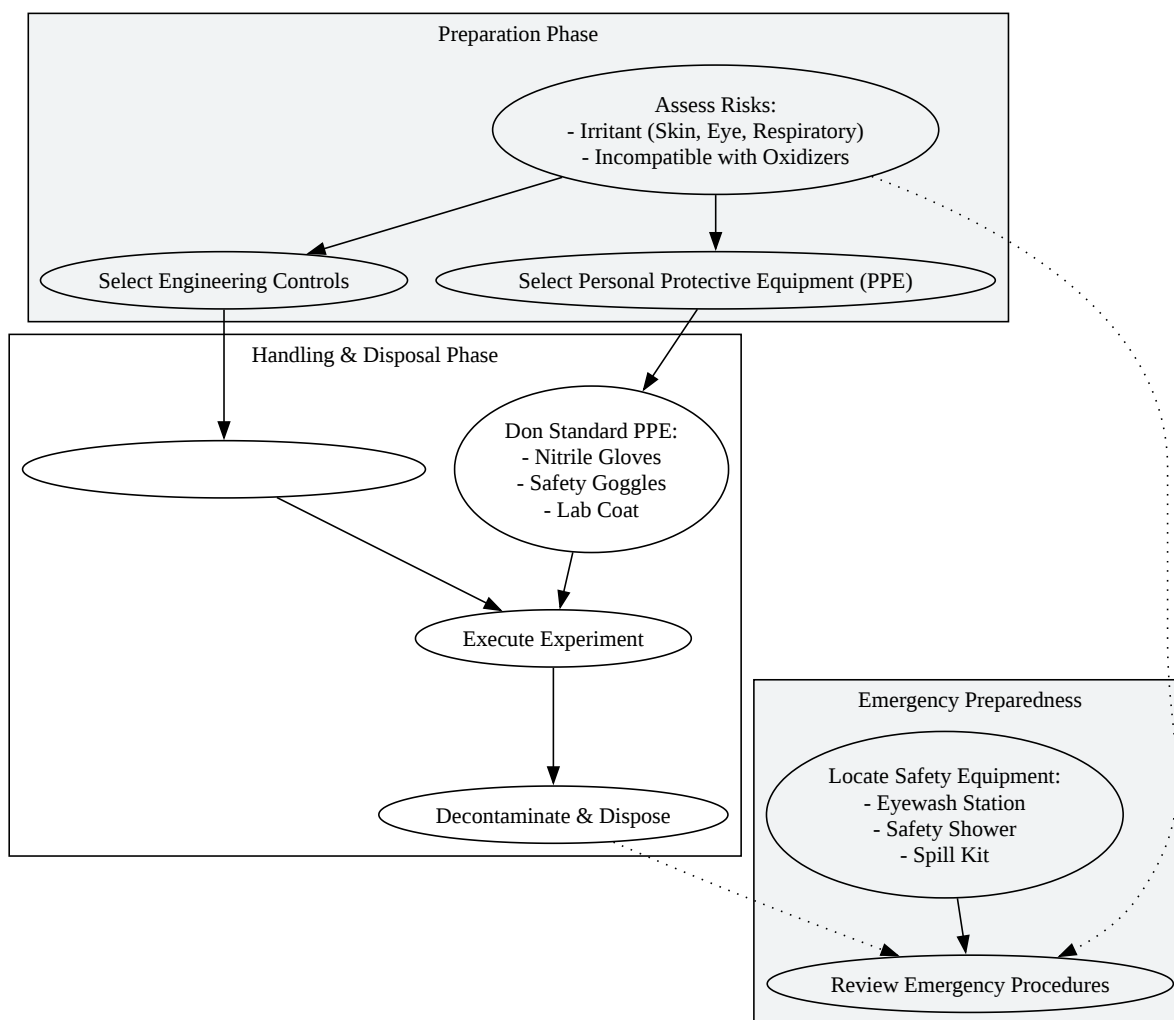 Preparation Phase
Assess Risks:
- Irritant (Skin, Eye, Respiratory)
- Incompatible with Oxidizers
Select Engineering Controls
Select Personal Protective Equipment (PPE)
Handling & Disposal Phase
Don Standard PPE:
- Nitrile Gloves
- Safety Goggles
- Lab Coat
Execute Experiment
Decontaminate & Dispose
Emergency Preparedness
Locate Safety Equipment:
- Eyewash Station
- Safety Shower
- Spill Kit
Review Emergency Procedures